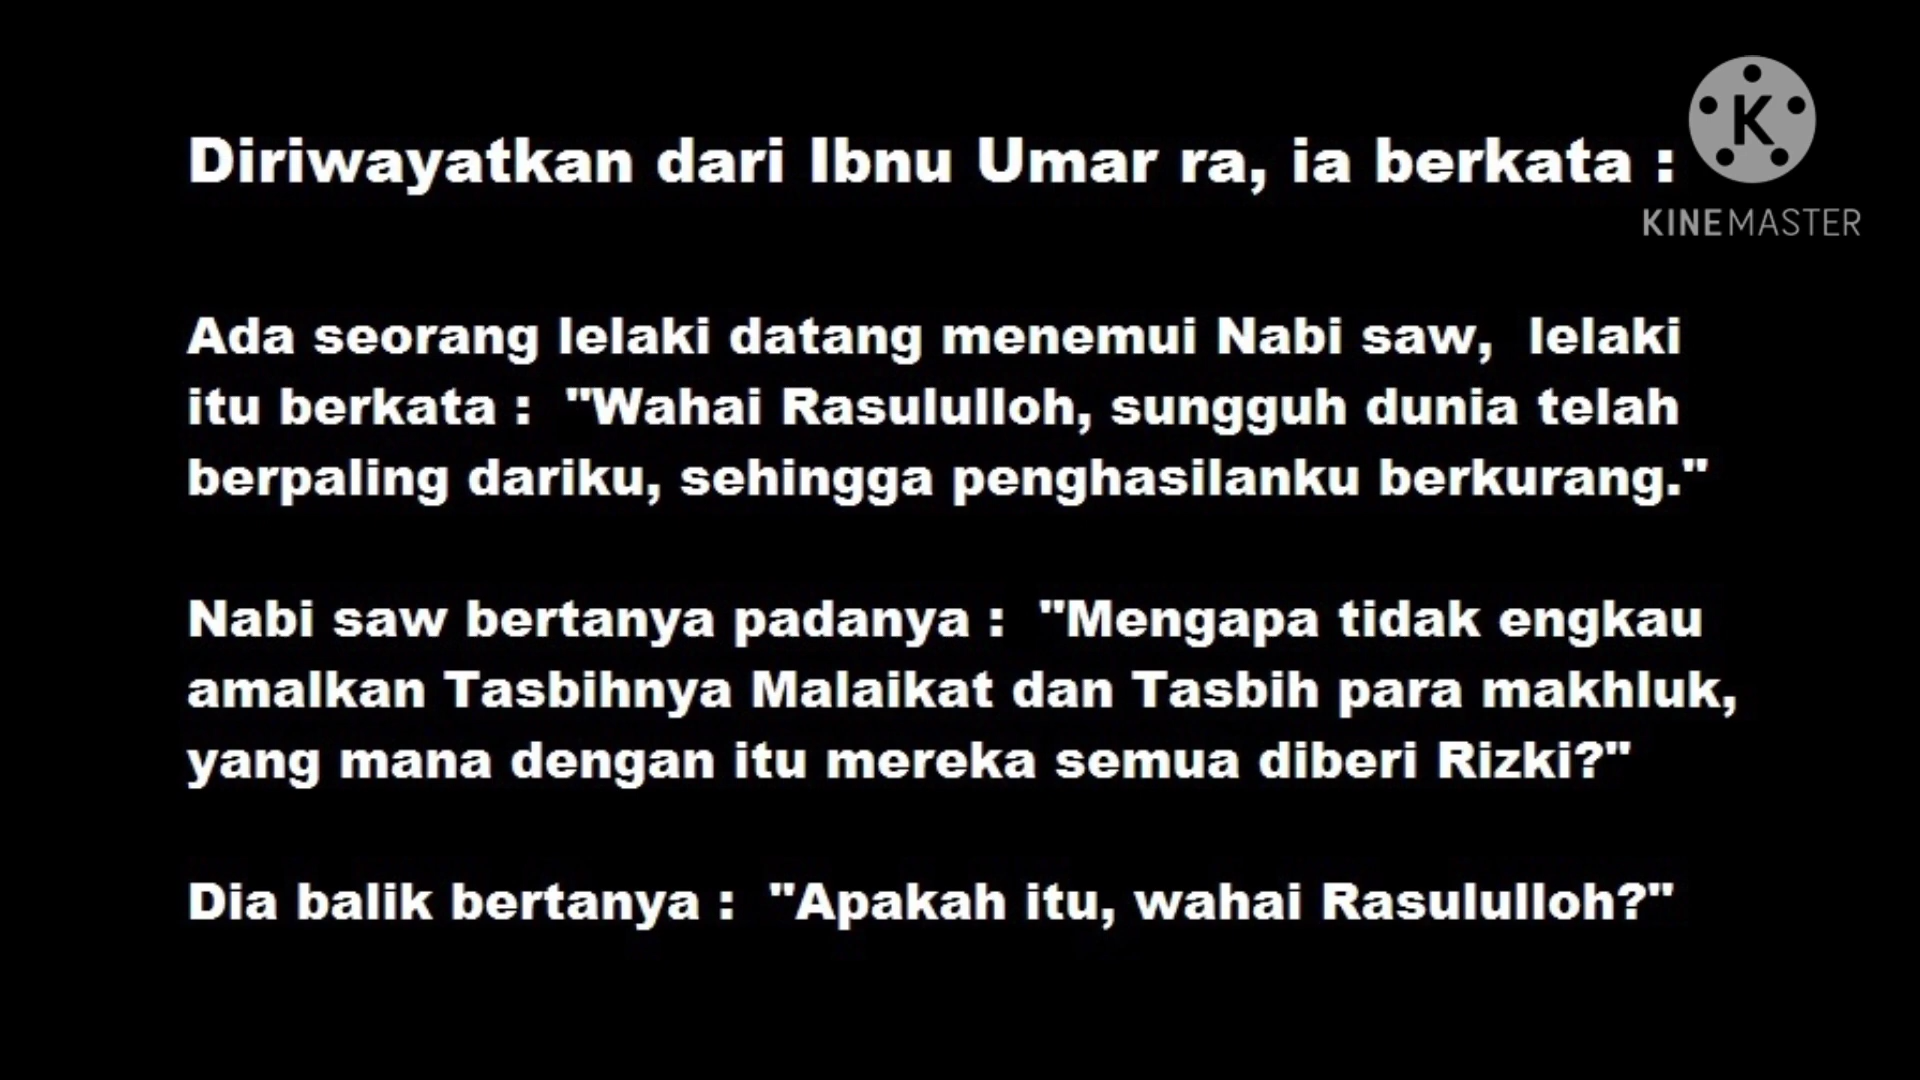 Diriwayatkan dari Ibnu Umar ra, ia berkata :
K
KINEMASTER
Ada seorang lelaki datang menemui Nabi saw,  lelaki
itu berkata :  "Wahai Rasululloh, sungguh dunia telah
berpaling dariku, sehingga penghasilanku berkurang."
Nabi saw bertanya padanya :  "Mengapa tidak engkau
amalkan Tasbihnya Malaikat dan Tasbih para makhluk,
yang mana dengan itu mereka semua diberi Rizki?"
Dia balik bertanya :  "Apakah itu, wahai Rasululloh?"